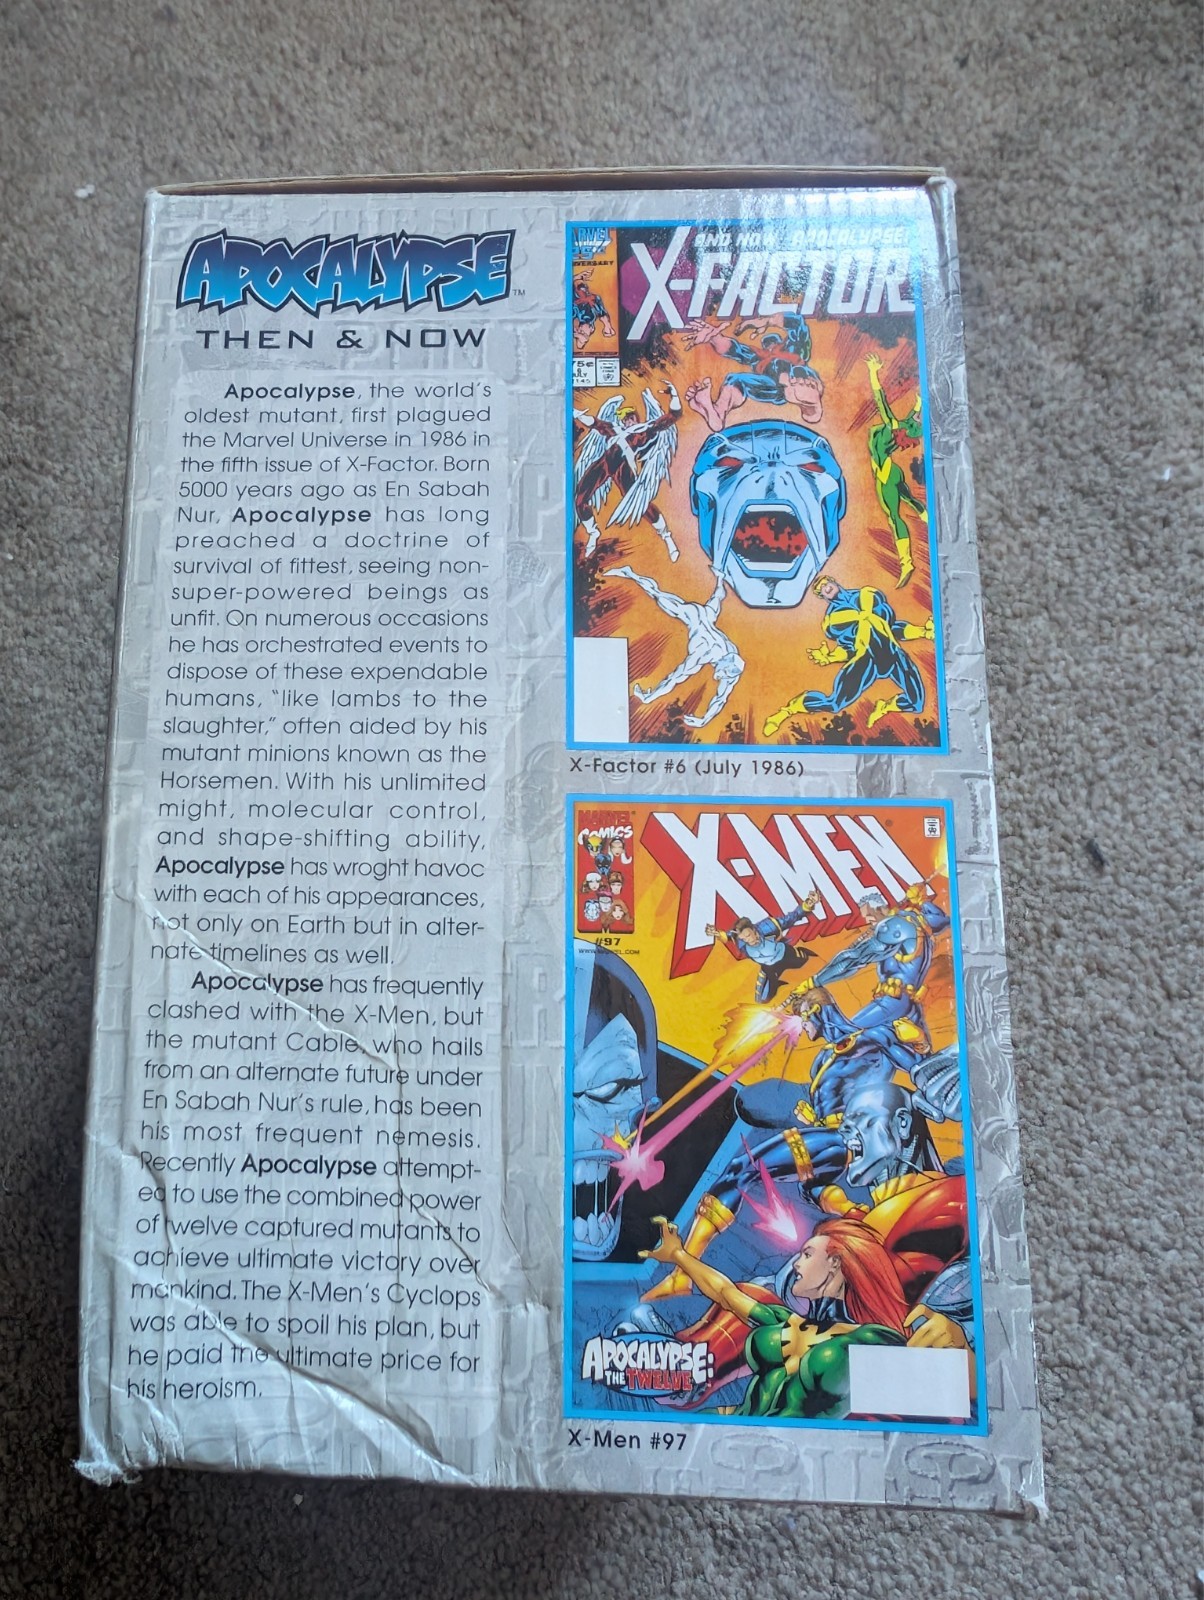 APOCALYPSE™
THEN & NOW
Apocalypse, the world's
oldest mutant, first plagued
the Marvel Universe in 1986 in
the fifth issue of X-Factor. Born
5000 years ago as En Sabah
Nur, Apocalypse has long
preached a doctrine of
survival of fittest, seeing non-
super-powered beings as
unfit. On numerous occasions
he has orchestrated events to
dispose of these expendable
humans, "like lambs to the
slaughter," often aided by his
mutant minions known as the
Horsemen. With his unlimited
might, molecular control,
and shape-shifting ability,
Apocalypse has wroght havoc
with each of his appearances,
not only on Earth but in alter-
nate timelines as well.
Apocalypse has frequently
clashed with the X-Men, but
the mutant Cable, who hails
from an alternate future under
En Sabah Nur's rule, has been
his most frequent nemesis.
Recently Apocalypse attempt-
ed to use the combined power
of twelve captured mutants to
achieve ultimate victory over
mankind. The X-Men's Cyclops
was able to spoil his plan, but
he paid the ultimate price for
his heroism.
AND NOW: APOCALYPSE!
X-FACTOR
75¢
6
JULY
X-Factor #6 (July 1986)
MARVEL
COMICS
X-MEN
#97
WWW.MARVEL.COM
APOCALYPSE:
THE TWELVE
X-Men #97